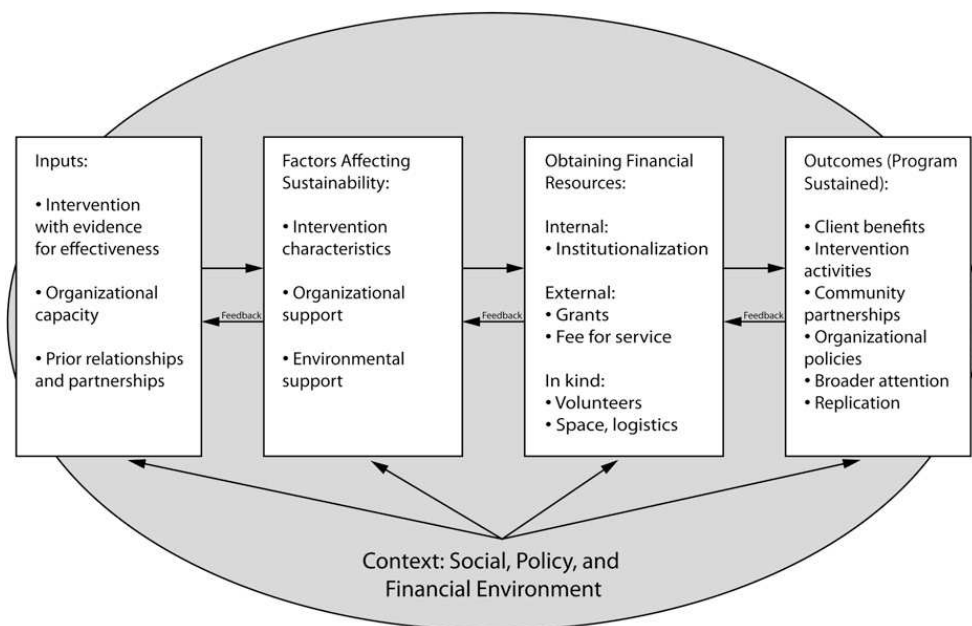 Inputs:
• Intervention
with evidence
for effectiveness
• Organizational
capacity
• Prior relationships
and partnerships
Feedback
Factors Affecting
Sustainability:
• Intervention
characteristics
• Organizational
support
• Environmental
support
Feedback
Obtaining Financial
Resources:
Internal:
• Institutionalization
External:
• Grants
• Fee for service
In kind:
• Volunteers
• Space, logistics
Feedback
Outcomes (Program
Sustained):
• Client benefits
• Intervention
activities
• Community
partnerships
• Organizational
policies
• Broader attention
• Replication
Context: Social, Policy, and
Financial Environment